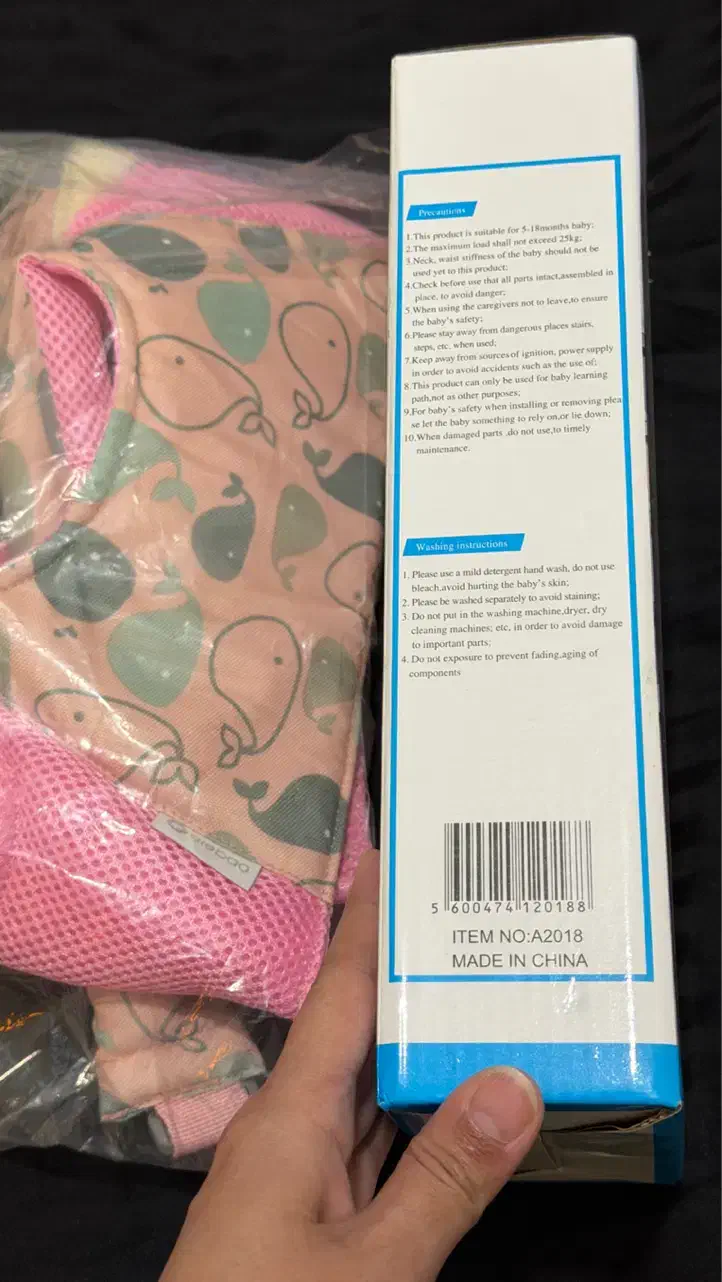 Precautions
1.This product is suitable for 5-18months baby;
2.The maximum load shall not exceed 25kg;
3.Neck, waist stiffness of the baby should not be
used yet to this product;
4.Check before use that all parts intact,assembled in
place, to avoid danger;
5.When using the caregivers not to leave,to ensure
the baby's safety;
6.Please stay away from dangerous places stairs,
steps, etc. when used;
7.Keep away from sources of ignition, power supply
in order to avoid accidents such as the use of;
8.This product can only be used for baby learning
path,not as other purposes;
9.For baby's safety when installing or removing plea
se let the baby something to rely on,or lie down;
10.When damaged parts ,do not use,to timely
maintenance.
Washing instructions
1. Please use a mild detergent hand wash, do not use
bleach,avoid hurting the baby's skin;
2. Please be washed separately to avoid staining;
3. Do not put in the washing machine,dryer, dry
cleaning machines; etc, in order to avoid damage
to important parts;
4. Do not exposure to prevent fading,aging of
components
5 600474 120188
ITEM NO:A2018
MADE IN CHINA